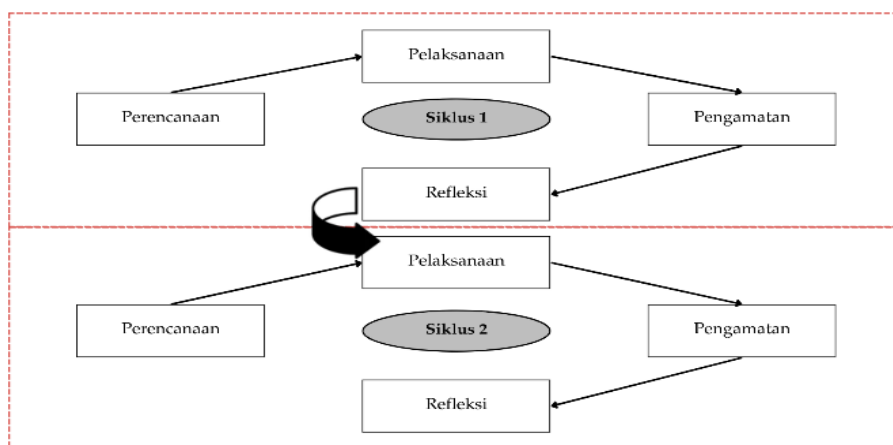 Pelaksanaan
Perencanaan
Siklus 1
Pengamatan
Refleksi
Pelaksanaan
Perencanaan
Siklus 2
Pengamatan
Refleksi